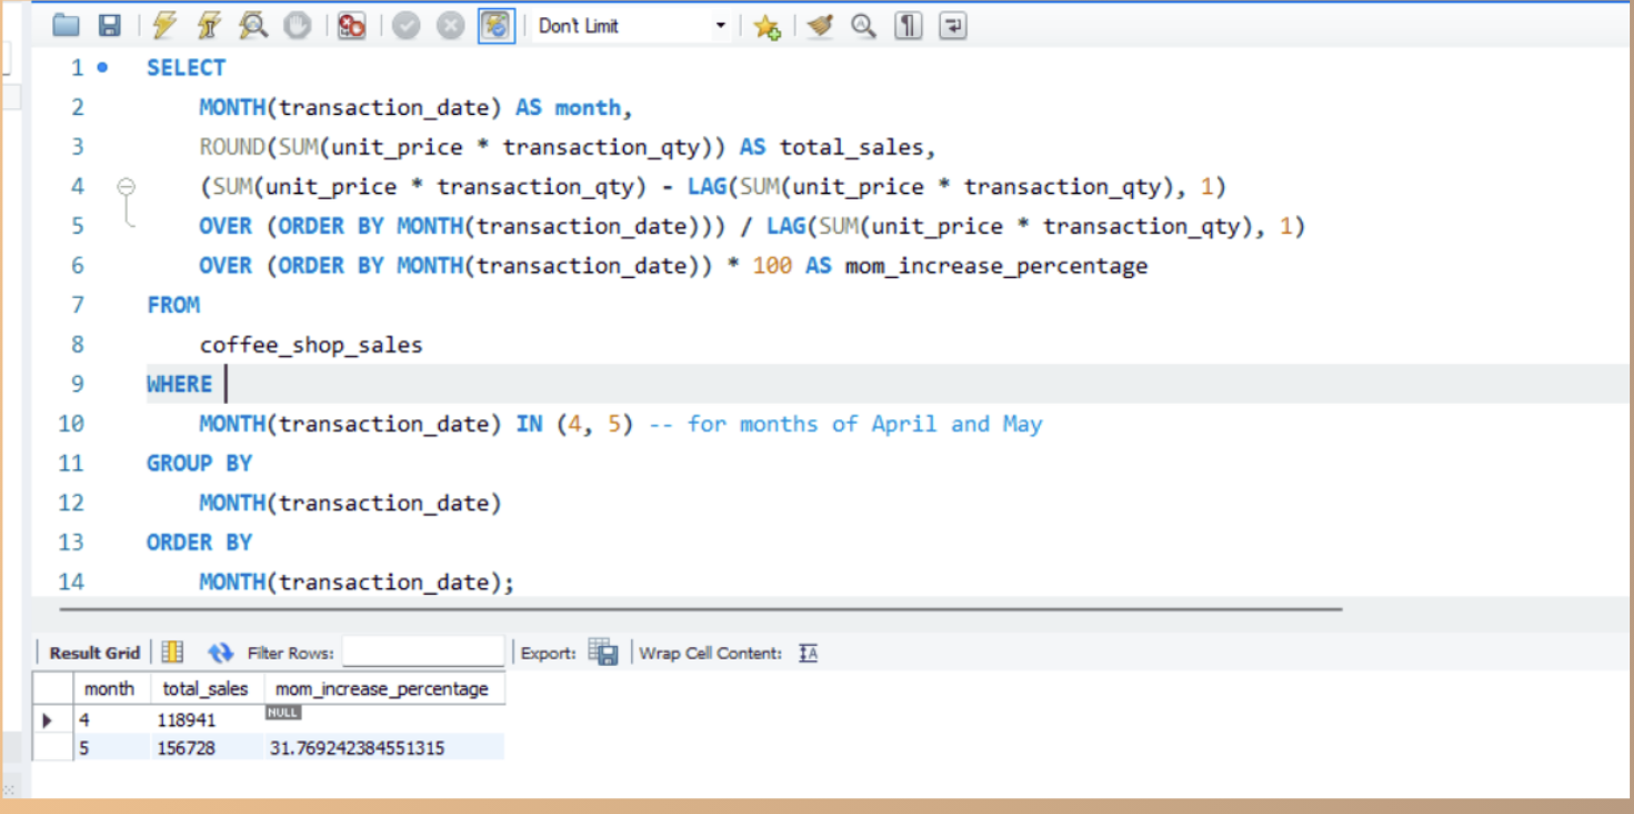 Don't Limit
1 SELECT
2 MONTH(transaction_date) AS month,
3 ROUND(SUM(unit_price * transaction_qty)) AS total_sales,
4 (SUM(unit_price * transaction_qty) - LAG(SUM(unit_price * transaction_qty), 1)
5 OVER (ORDER BY MONTH(transaction_date))) / LAG(SUM(unit_price * transaction_qty), 1)
6 OVER (ORDER BY MONTH(transaction_date)) * 100 AS mom_increase_percentage
7 FROM
8 coffee_shop_sales
9 WHERE
10 MONTH(transaction_date) IN (4, 5) -- for months of April and May
11 GROUP BY
12 MONTH(transaction_date)
13 ORDER BY
14 MONTH(transaction_date);
Result Grid Filter Rows: Export: Wrap Cell Content: IA
month total_sales mom_increase_percentage
4 118941 NULL
5 156728 31.769242384551315